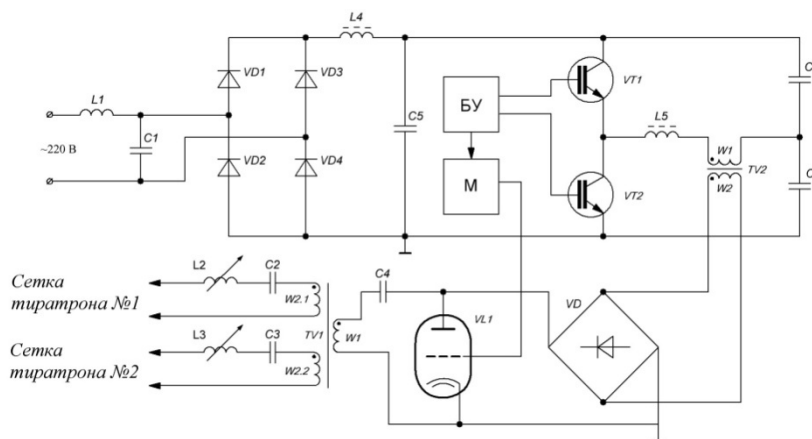 L4
VD1
VD3
VT1
C
L1
БУ
C1
C5
L5
~220 В
W1
VD2
VD4
М
VT2
W2
TV2
C
L2
C2
C4
Сетка
тиратрона №1
W2.1
VL1
VD
L3
C3
TV1
W1
Сетка
тиратрона №2
W2.2